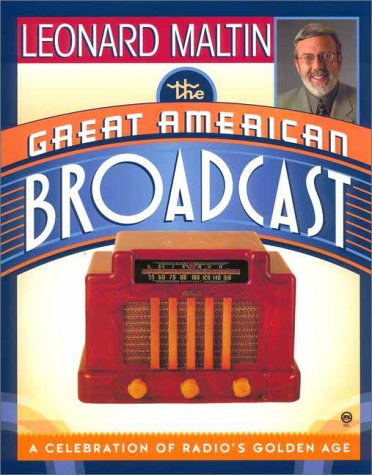 LEONARD MALTIN
the
GREAT AMERICAN
BROADCAST
55 60 70 80 100 120 140 160
A CELEBRATION OF RADIO'S GOLDEN AGE